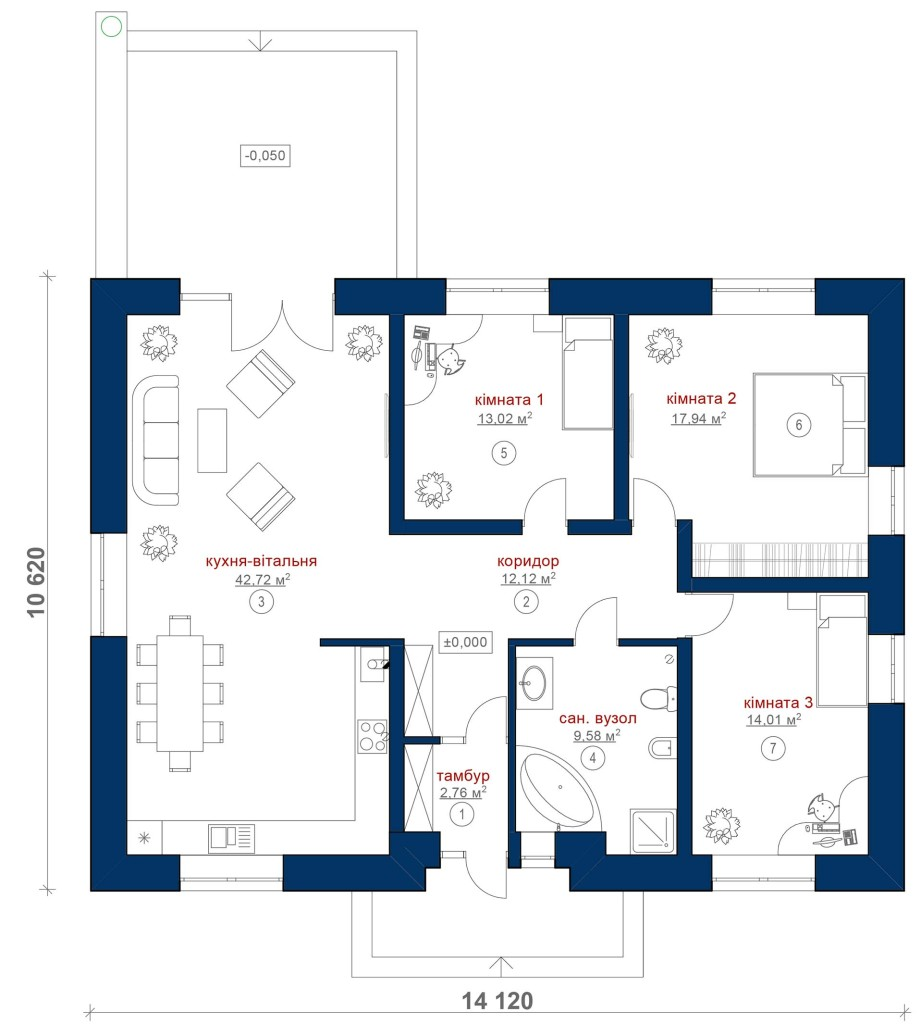 -0,050
кімната 1
13,02 м²
5
кімната 2
17,94 м²
6
кухня-вітальня
42,72 м²
3
коридор
12,12 м²
2
10 620
±0,000
сан. вузол
9,58 м²
4
кімната 3
14,01 м²
7
тамбур
2,76 м²
1
14 120